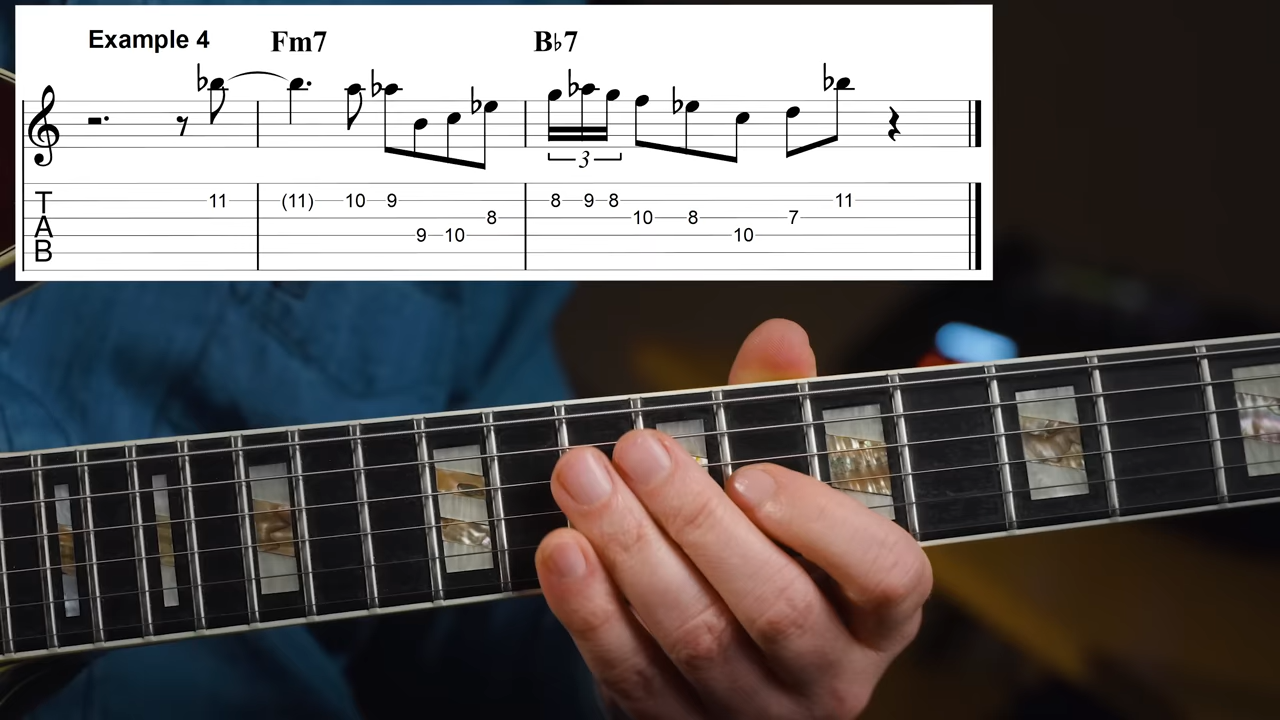 Example 4 Fm7 B♭7
3
T 11 (11) 10 9 8 9 8 11
A 8 10 8 7
B 9 10 10